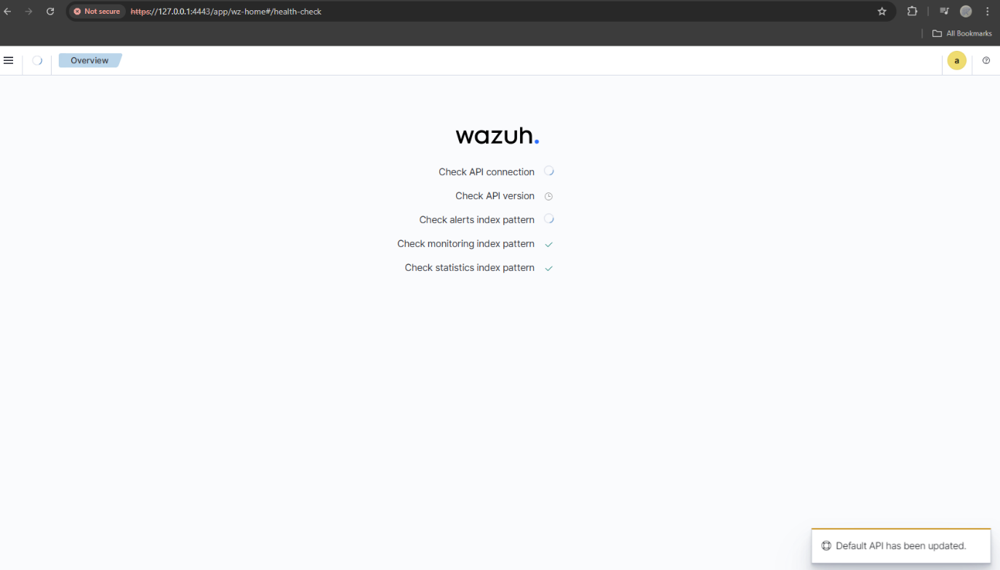 Not secure https://127.0.0.1:4443/app/wz-home#/health-check
All Bookmarks
Overview a
wazuh.
Check API connection
Check API version
Check alerts index pattern
Check monitoring index pattern
Check statistics index pattern
Default API has been updated.